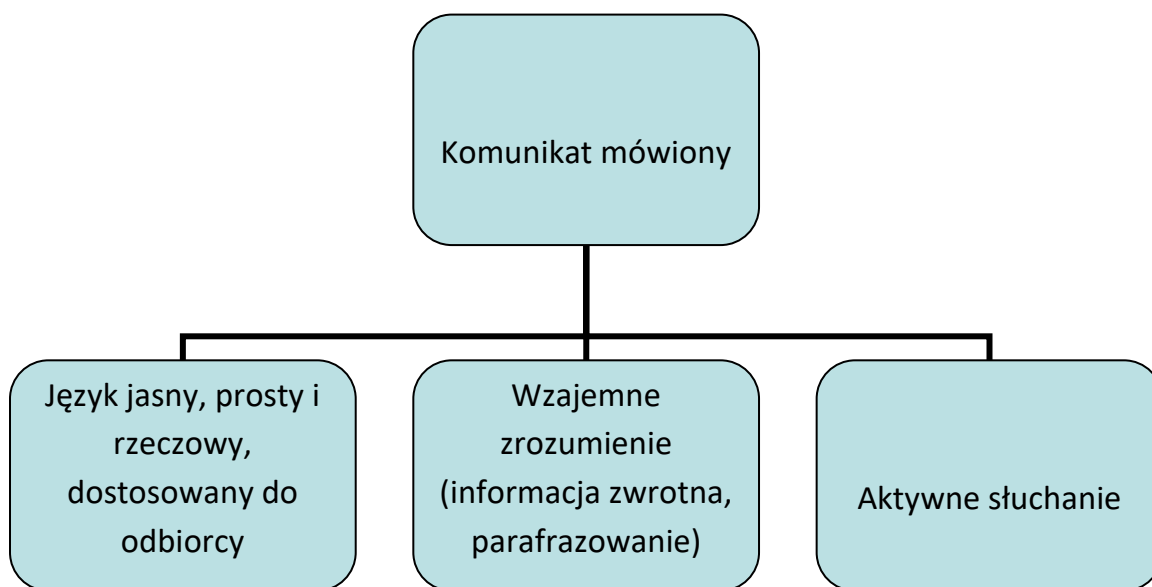 Komunikat mówiony
Język jasny, prosty i
rzeczowy,
dostosowany do
odbiorcy
Wzajemne
zrozumienie
(informacja zwrotna,
parafrazowanie)
Aktywne słuchanie